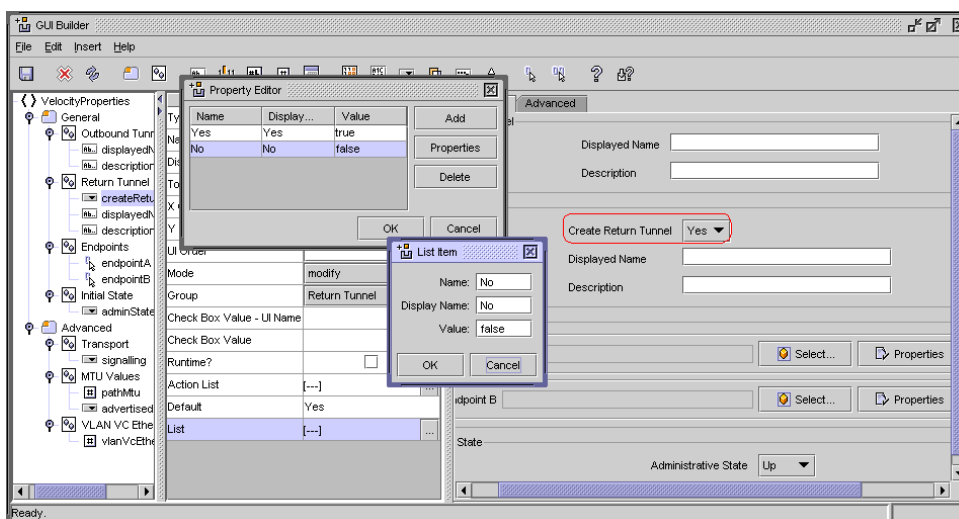 GUI Builder
File Edit Insert Help
VelocityProperties
General
Outbound Tunr
displayedN
description
Return Tunnel
createRetu
displayedN
description
Endpoints
endpointA
endpointB
Initial State
adminState
Advanced
Transport
signalling
MTU Values
pathMtu
advertised
VLAN VC Ethe
vlanVcEthe
Property Editor
Name Display... Value
Yes Yes true
No No false
Add
Properties
Delete
OK Cancel
UI Order
Mode modify
Group Return Tunnel
Check Box Value - UI Name
Check Box Value
Runtime?
Action List [---] ...
Default Yes
List [---] ...
List Item
Name: No
Display Name: No
Value: false
OK Cancel
Advanced
Displayed Name
Description
Create Return Tunnel Yes
Displayed Name
Description
Select... Properties
ndpoint B Select... Properties
State
Administrative State Up
Ready.